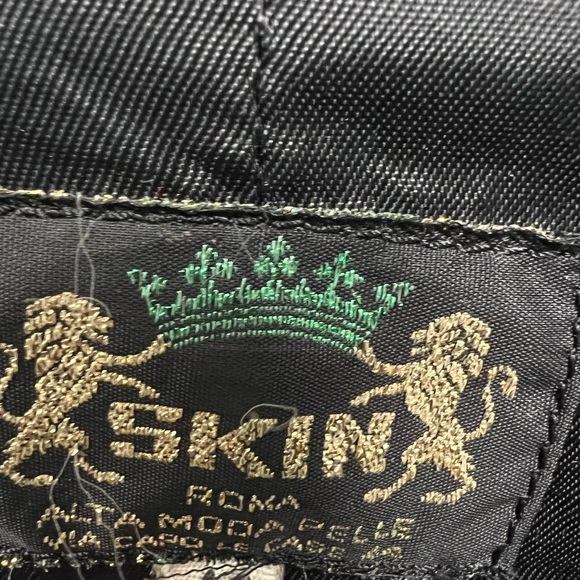 SKIN
ROMA
ALTA MODA PELLE
VIA CAPO LE CASE